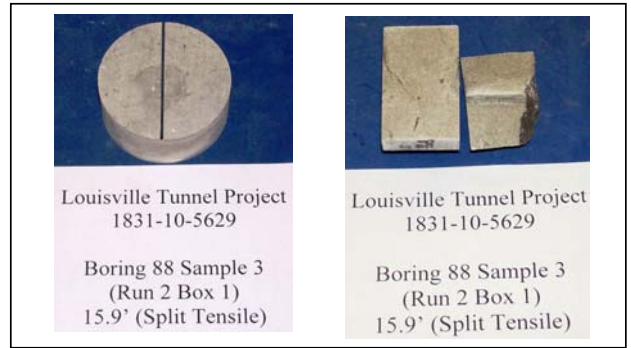 Louisville Tunnel Project
1831-10-5629
Boring 88 Sample 3
(Run 2 Box 1)
15.9' (Split Tensile)
Louisville Tunnel Project
1831-10-5629
Boring 88 Sample 3
(Run 2 Box 1)
15.9' (Split Tensile)